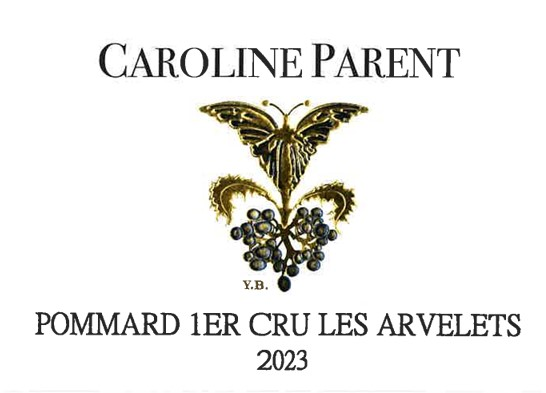 CAROLINE PARENT
Y.B.
POMMARD 1ER CRU LES ARVELETS
2023